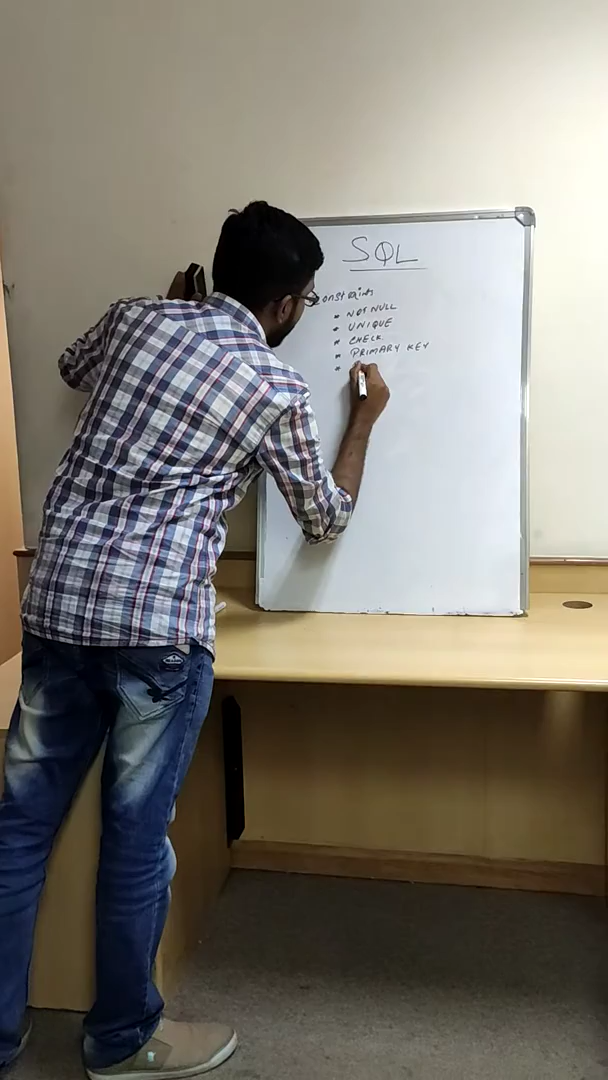 SQL
onstraints
* NOT NULL
* UNIQUE
* CHECK
* PRIMARY KEY
*